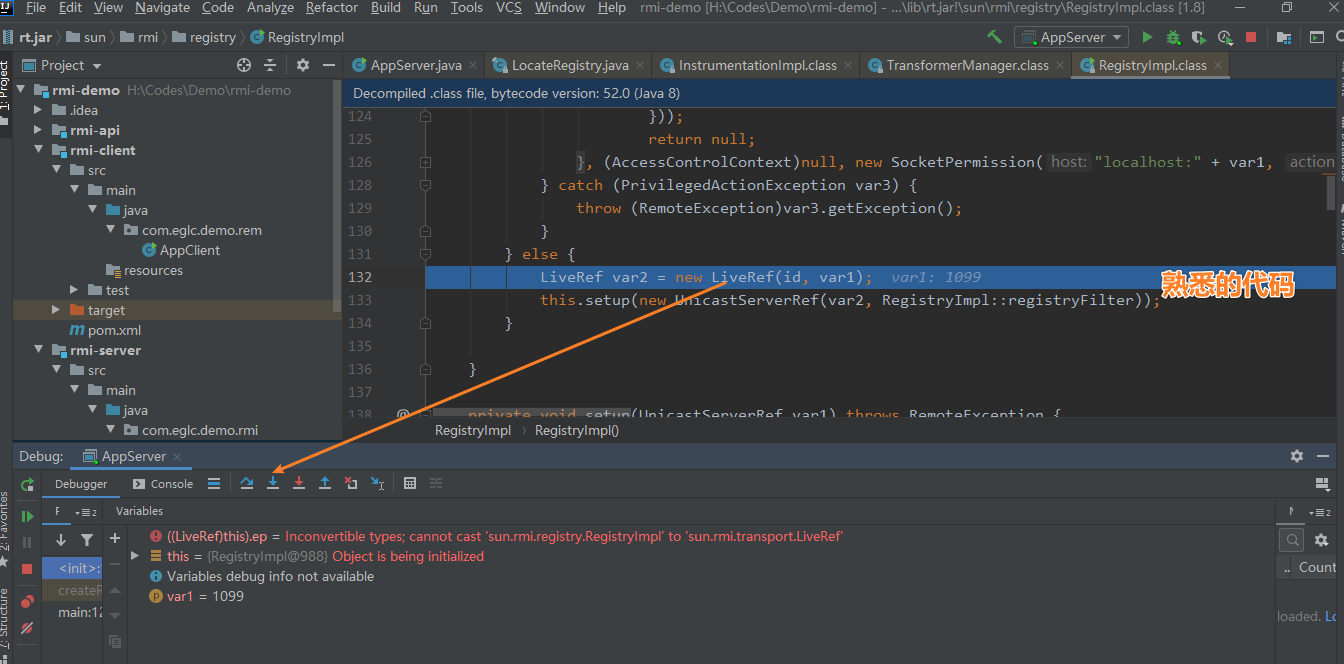 File Edit View Navigate Code Analyze Refactor Build Run Tools VCS Window Help rmi-demo [H:\Codes\Demo\rmi-demo] - ...\lib\rt.jar!\sun\rmi\registry\RegistryImpl.class [1.8]
rt.jar sun rmi registry RegistryImpl AppServer
Project AppServer.java LocateRegistry.java InstrumentationImpl.class TransformerManager.class RegistryImpl.class
1: Project
Decompiled .class file, bytecode version: 52.0 (Java 8)
rmi-demo H:\Codes\Demo\rmi-demo
.idea
rmi-api
rmi-client
src
main
java
com.eglc.demo.rem
AppClient
resources
test
target
pom.xml
rmi-server
src
main
java
com.eglc.demo.rmi
124 }));
125 return null;
126 }, (AccessControlContext)null, new SocketPermission( host: "localhost:" + var1, action
128 } catch (PrivilegedActionException var3) {
129 throw (RemoteException)var3.getException();
130 }
131 } else {
132 LiveRef var2 = new LiveRef(id, var1); var1: 1099
熟悉的代码
133 this.setup(new UnicastServerRef(var2, RegistryImpl::registryFilter));
134 }
135
136 }
137
138 @ private void setup(UnicastServerRef var1) throws RemoteException {
RegistryImpl › RegistryImpl()
Debug: AppServer
Debugger Console
F Variables
2: Favorites
7: Structure
<init>:
createR
main:12
((LiveRef)this).ep = Inconvertible types; cannot cast 'sun.rmi.registry.RegistryImpl' to 'sun.rmi.transport.LiveRef'
this = {RegistryImpl@988} Object is being initialized
Variables debug info not available
var1 = 1099
Count
loaded. Lo